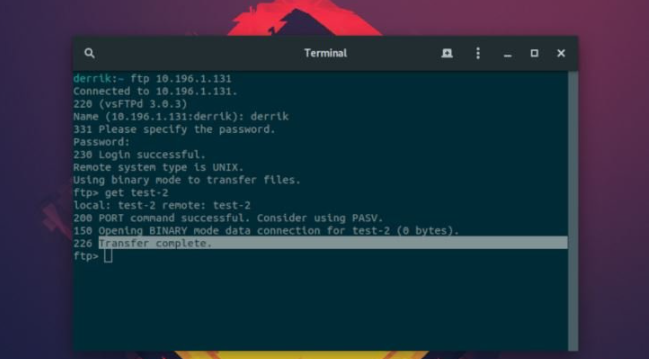 Terminal
derrik:~ ftp 10.196.1.131
Connected to 10.196.1.131.
220 (vsFTPd 3.0.3)
Name (10.196.1.131:derrik): derrik
331 Please specify the password.
Password:
230 Login successful.
Remote system type is UNIX.
Using binary mode to transfer files.
ftp> get test-2
local: test-2 remote: test-2
200 PORT command successful. Consider using PASV.
150 Opening BINARY mode data connection for test-2 (0 bytes).
226 Transfer complete.
ftp>